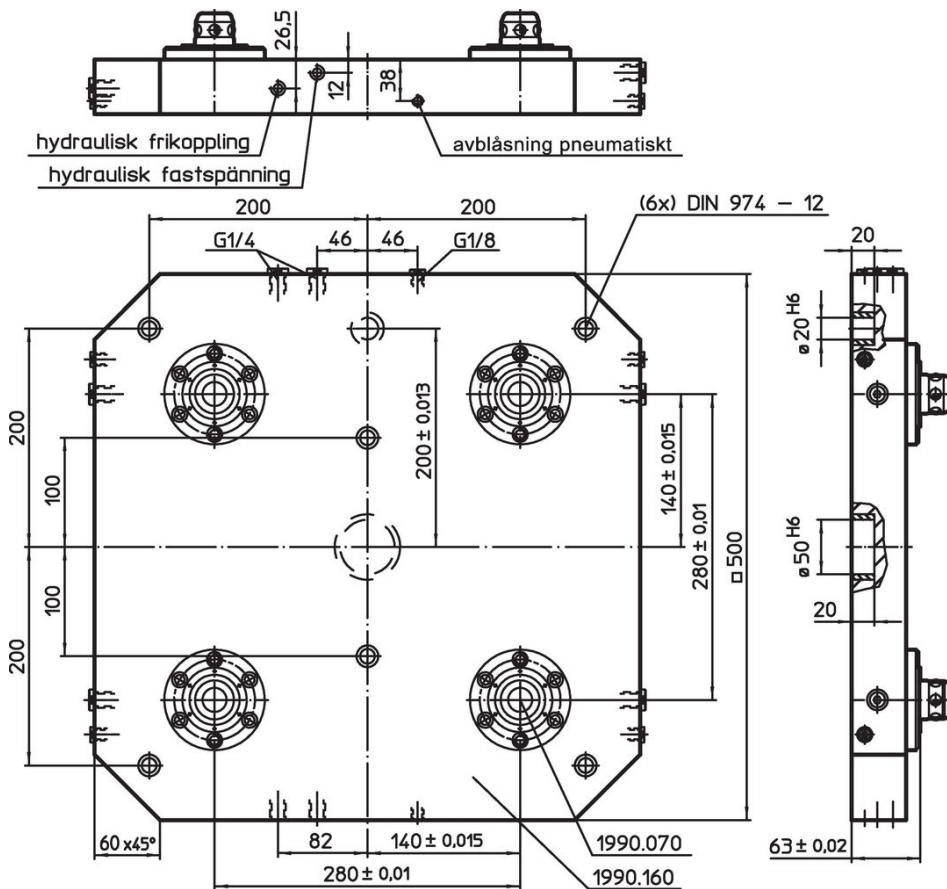 26,5
12
38
hydraulisk frikoppling
avblåsning pneumatiskt
hydraulisk fastspänning
200
200
(6x) DIN 974 – 12
G1/4
46
46
G1/8
20
ø20 H6
200
100
200 ± 0,013
140 ± 0,015
280 ± 0,01
□500
ø50 H6
100
200
20
60 x45°
82
140 ± 0,015
1990.070
63 ± 0,02
280 ± 0,01
1990.160